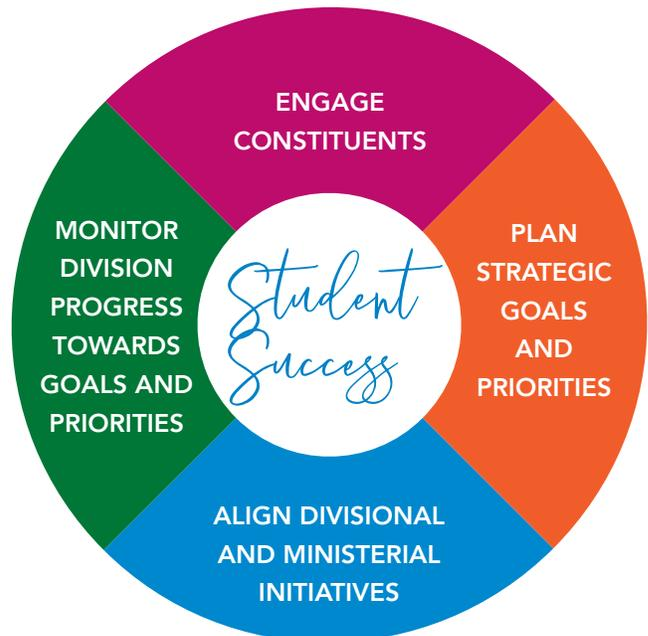 ENGAGE
CONSTITUENTS
PLAN
STRATEGIC
GOALS
AND
PRIORITIES
ALIGN DIVISIONAL
AND MINISTERIAL
INITIATIVES
MONITOR
DIVISION
PROGRESS
TOWARDS
GOALS AND
PRIORITIES
Student
Success